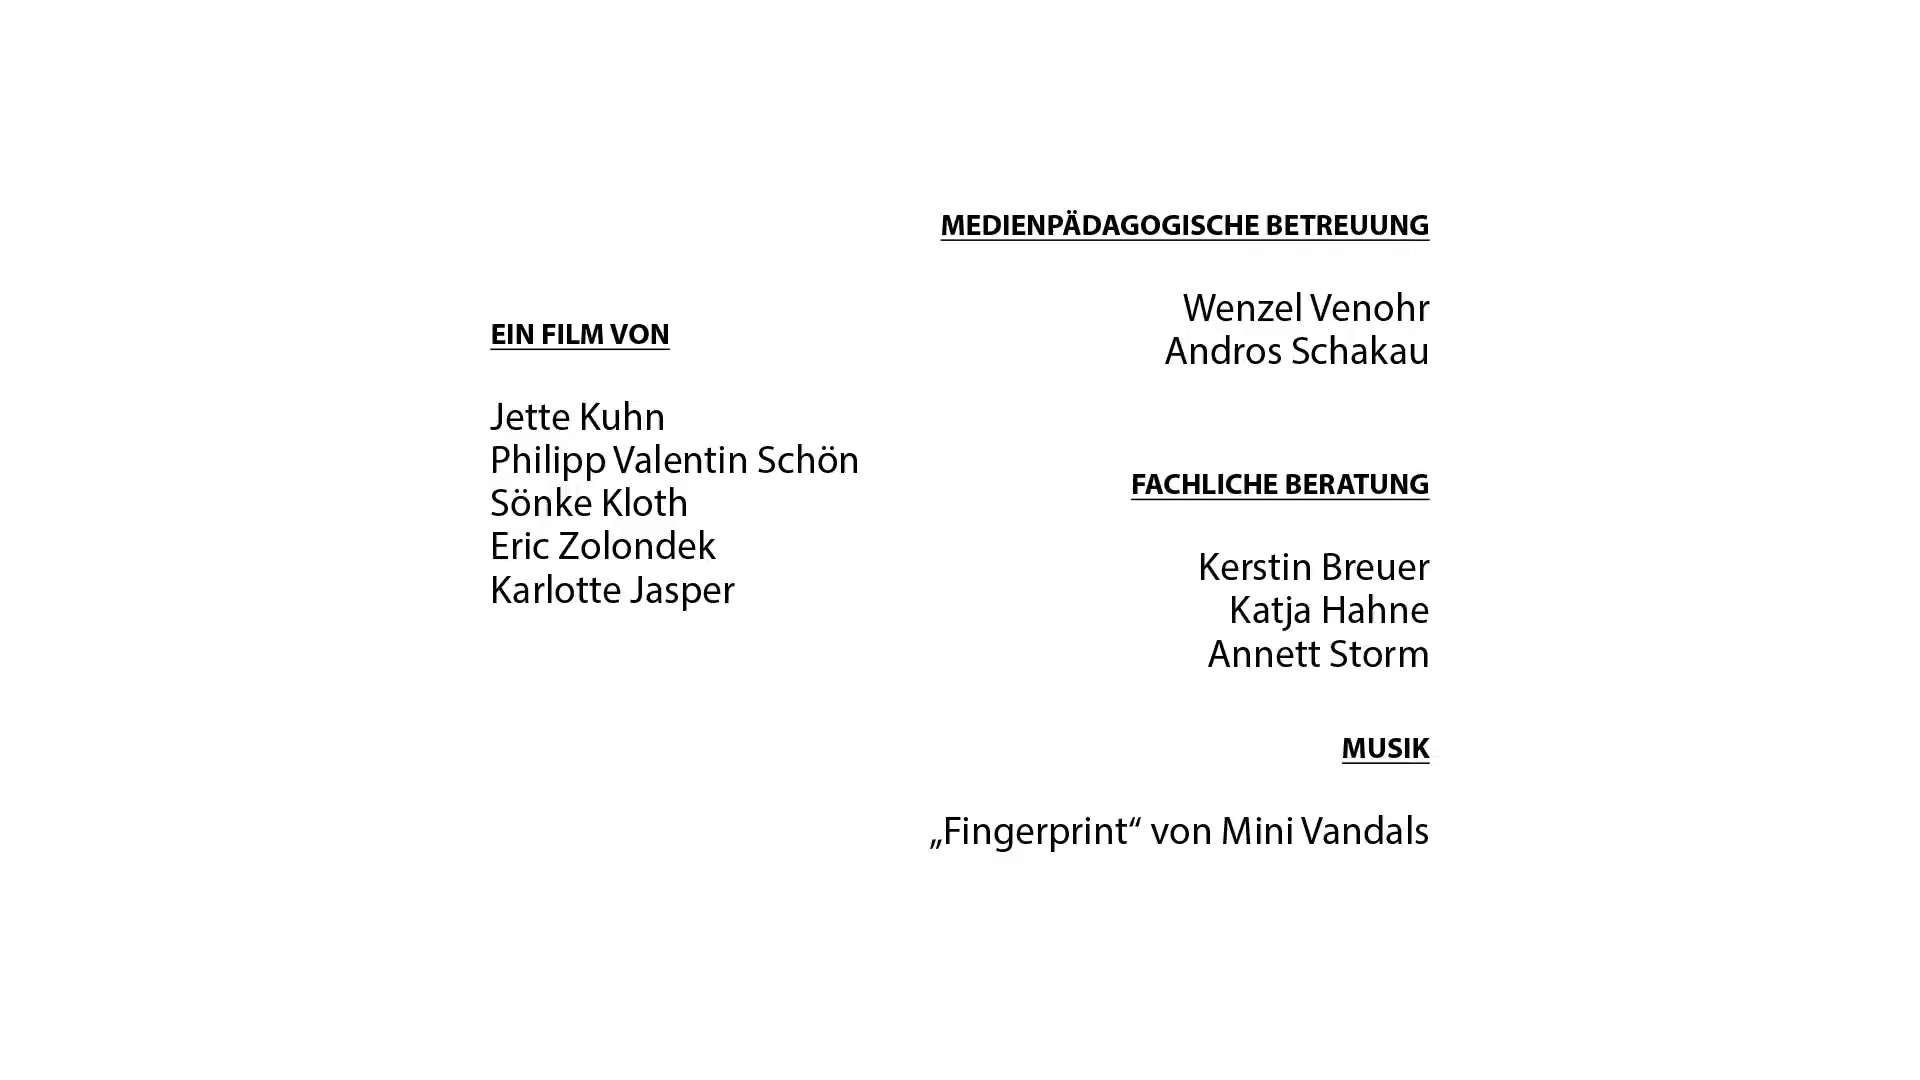 EIN FILM VON
Jette Kuhn
Philipp Valentin Schön
Sönke Kloth
Eric Zolondek
Karlotte Jasper
MEDIENPÄDAGOGISCHE BETREUUNG
Wenzel Venohr
Andros Schakau
FACHLICHE BERATUNG
Kerstin Breuer
Katja Hahne
Annett Storm
MUSIK
„Fingerprint“ von Mini Vandals